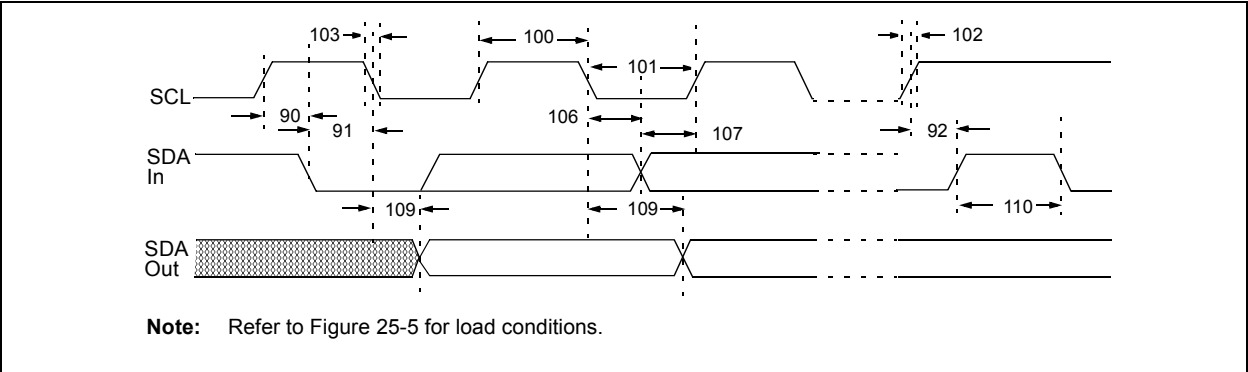 103
100
102
101
SCL
90
91
106
107
92
SDA
In
109
109
110
SDA
Out
Note: Refer to Figure 25-5 for load conditions.